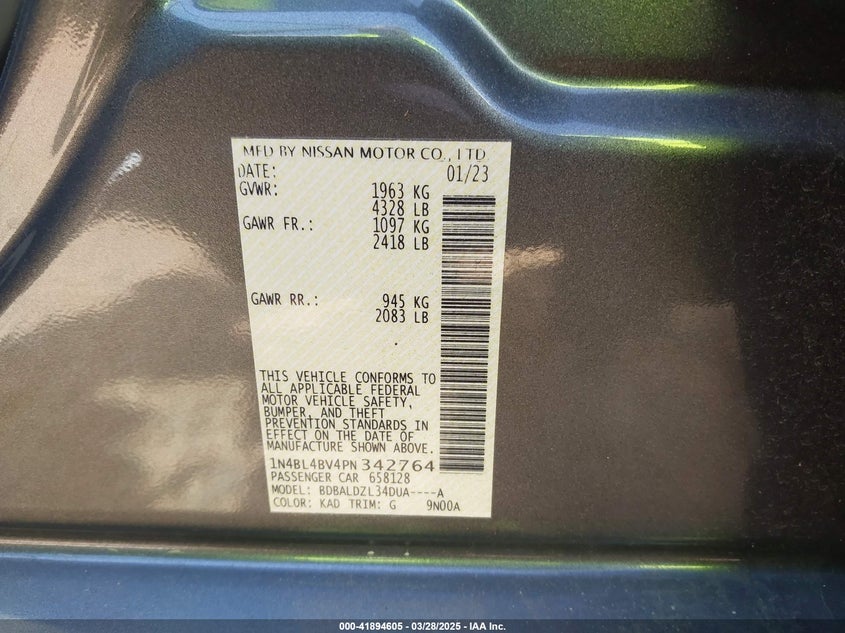 MFD BY NISSAN MOTOR CO., LTD
DATE: 01/23
GVWR: 1963 KG
4328 LB
GAWR FR.: 1097 KG
2418 LB
GAWR RR.: 945 KG
2083 LB
THIS VEHICLE CONFORMS TO
ALL APPLICABLE FEDERAL
MOTOR VEHICLE SAFETY,
BUMPER, AND THEFT
PREVENTION STANDARDS IN
EFFECT ON THE DATE OF
MANUFACTURE SHOWN ABOVE.
1N4BL4BV4PN342764
PASSENGER CAR 658128
MODEL: BDBALDZL34DUA----A
COLOR: KAD TRIM: G 9N00A
000-41894605 / 03/28/2025 - IAA Inc.